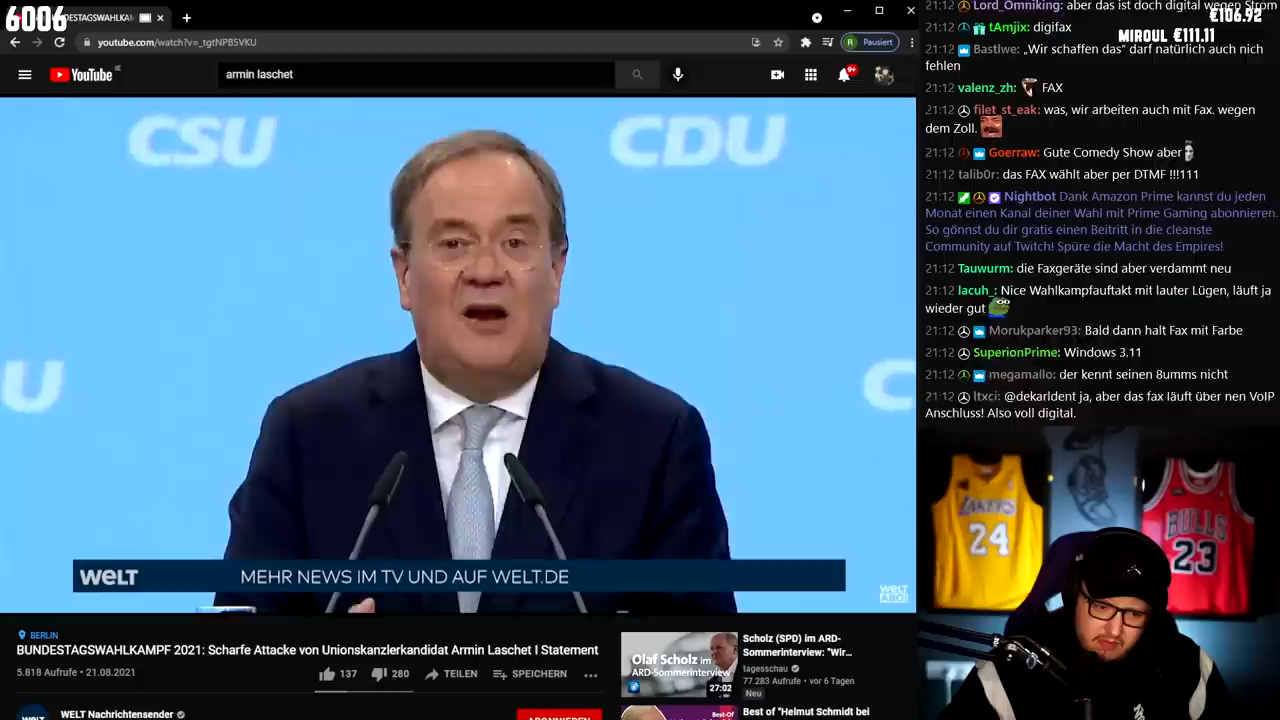 6006
BUNDESTAGSWAHLKAM
youtube.com/watch?v=_tgtNPB5VKU
R Pausiert
YouTube IE
armin laschet
9+
CSU
CDU
U
C
WELT
MEHR NEWS IM TV UND AUF WELT.DE
WELT
ABO!
BERLIN
BUNDESTAGSWAHLKAMPF 2021: Scharfe Attacke von Unionskanzlerkandidat Armin Laschet I Statement
5.818 Aufrufe • 21.08.2021
137
280
TEILEN
SPEICHERN
WELT Nachrichtensender
ABONNIEREN
Olaf Scholz im
ARD-Sommerinterview
27:02
Scholz (SPD) im ARD-
Sommerinterview: "Wir...
tagesschau
77.283 Aufrufe • vor 6 Tagen
Neu
Best-Of
Best of "Helmut Schmidt bei
21:12 Lord_Omniking: aber das ist doch digital wegen Strom
€106.92
21:12 tAmjix: digifax
MIROUL €111.11
21:12 Bastlwe: „Wir schaffen das“ darf natürlich auch nich
fehlen
21:12 valenz_zh: FAX
21:12 filet_st_eak: was, wir arbeiten auch mit Fax. wegen
dem Zoll.
21:12 Goerraw: Gute Comedy Show aber
21:12 talib0r: das FAX wählt aber per DTMF !!!111
21:12 Nightbot Dank Amazon Prime kannst du jeden
Monat einen Kanal deiner Wahl mit Prime Gaming abonnieren.
So gönnst du dir gratis einen Beitritt in die cleanste
Community auf Twitch! Spüre die Macht des Empires!
21:12 Tauwurm: die Faxgeräte sind aber verdammt neu
21:12 lacuh_: Nice Wahlkampfauftakt mit lauter Lügen, läuft ja
wieder gut
21:12 Morukparker93: Bald dann halt Fax mit Farbe
21:12 SuperionPrime: Windows 3.11
21:12 megamallo: der kennt seinen 8umms nicht
21:12 ltxci: @dekarldent ja, aber das fax läuft über nen VoIP
Anschluss! Also voll digital.
LAKERS
24
BULLS
23